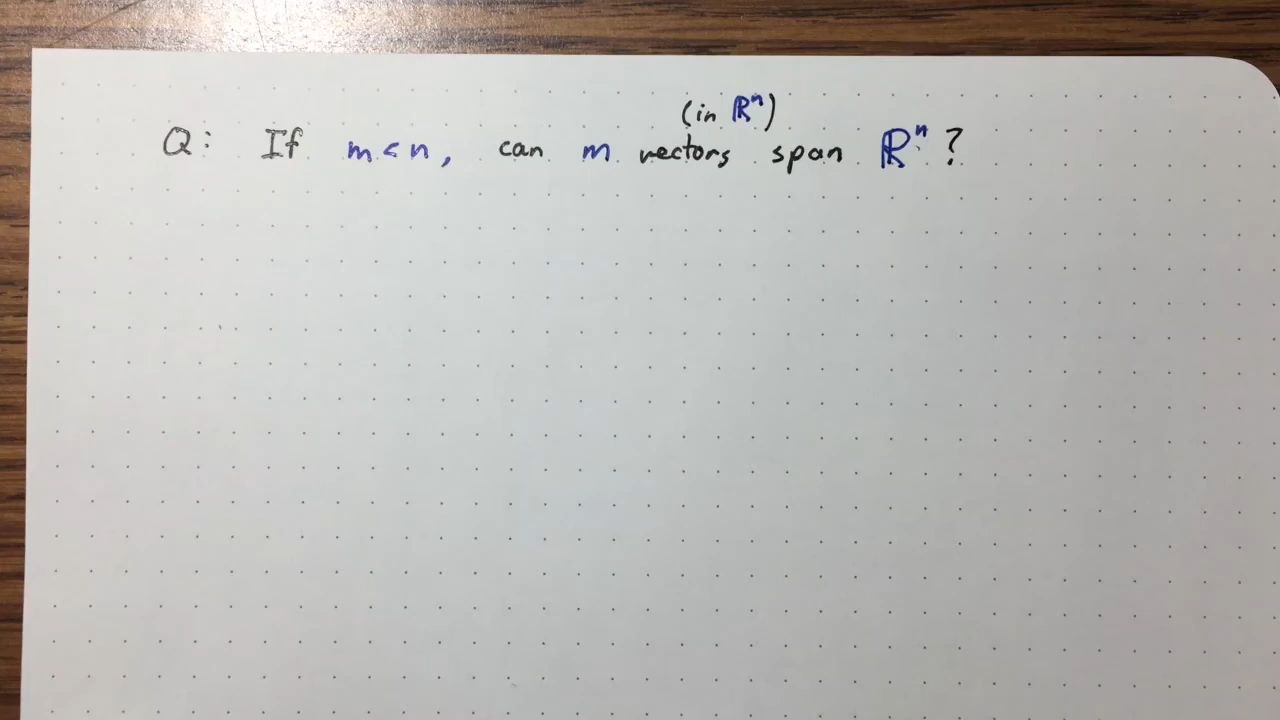 (in ℝⁿ)
Q: If m<n, can m vectors span ℝⁿ?